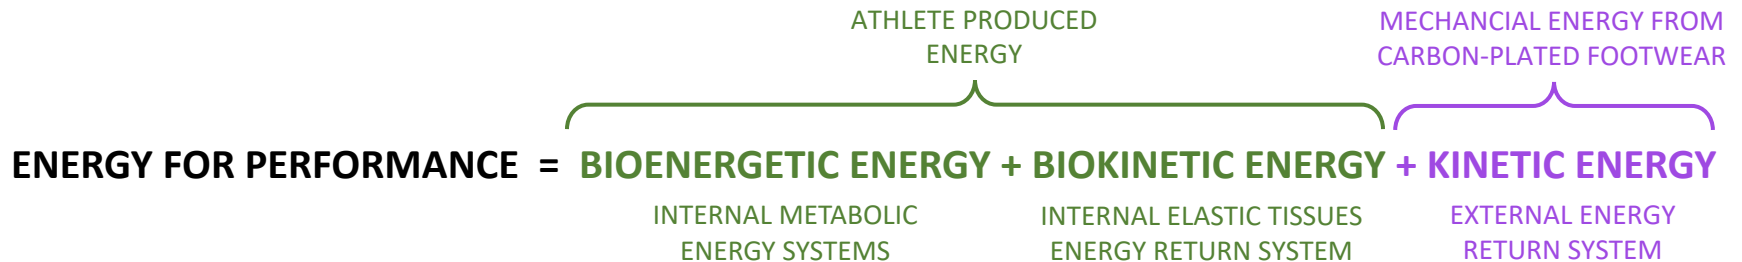 ATHLETE PRODUCED
ENERGY
MECHANCIAL ENERGY FROM
CARBON-PLATED FOOTWEAR
ENERGY FOR PERFORMANCE = BIOENERGETIC ENERGY + BIOKINETIC ENERGY + KINETIC ENERGY
INTERNAL METABOLIC
ENERGY SYSTEMS
INTERNAL ELASTIC TISSUES
ENERGY RETURN SYSTEM
EXTERNAL ENERGY
RETURN SYSTEM